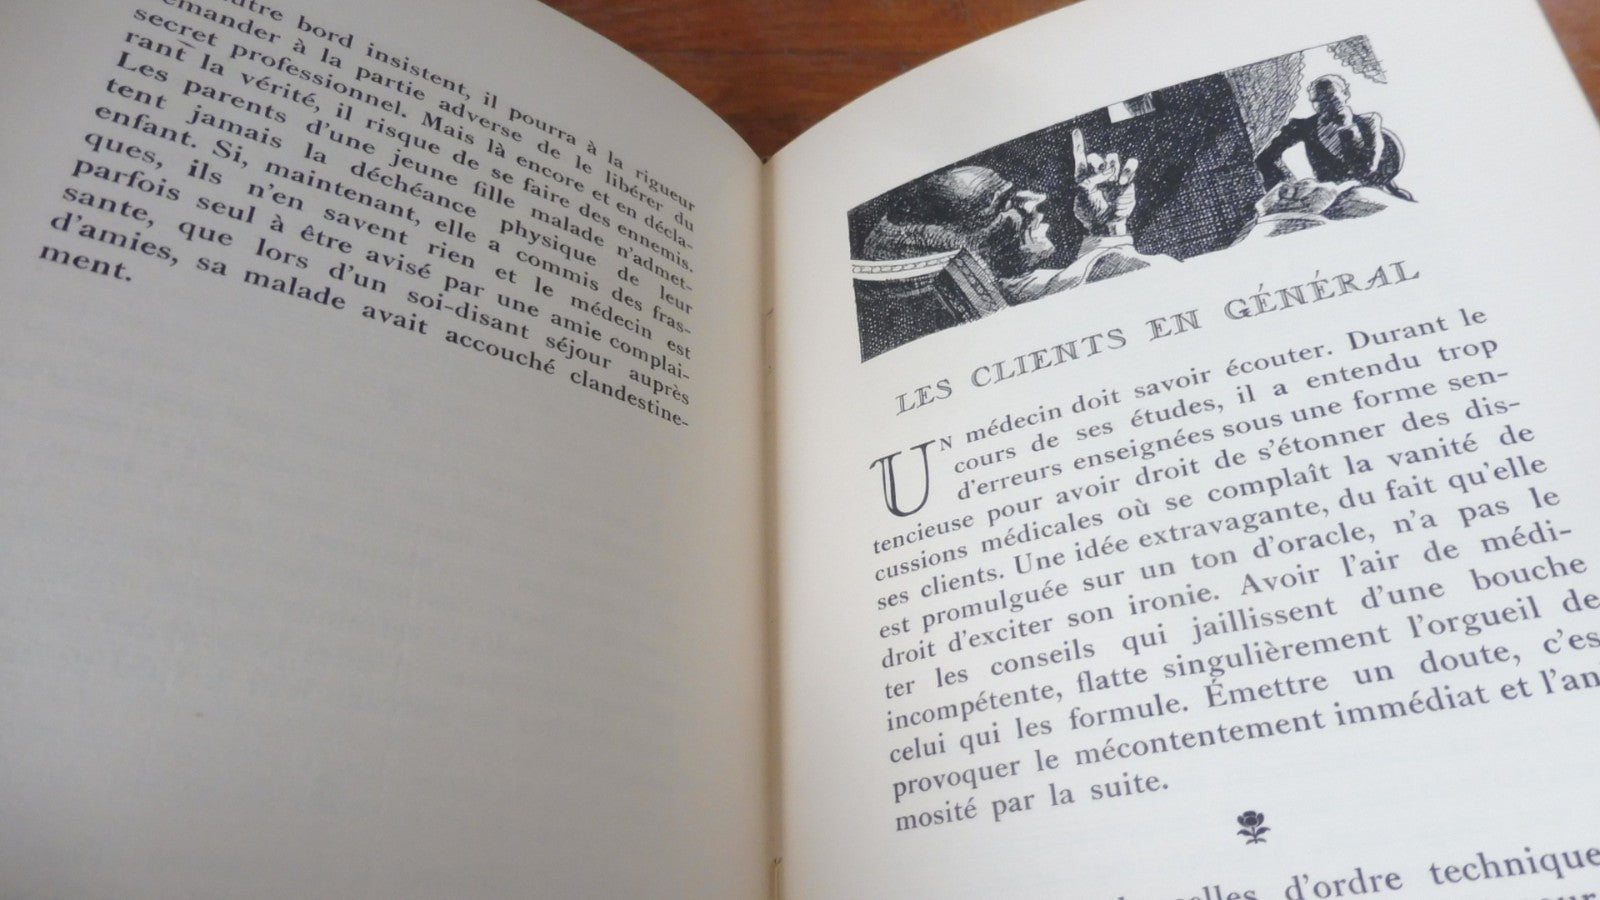 utre bord insistent, il pourra à la rigueur
emander à la partie adverse de le libérer du
secret professionnel. Mais là encore et en décla-
rant la vérité, il risque de se faire des ennemis.
Les parents d'une jeune fille malade n'admet-
tent jamais la déchéance physique de leur
enfant. Si, maintenant, elle a commis des fras-
ques, ils n'en savent rien et le médecin est
parfois seul à être avisé par une amie complai-
sante, que lors d'un soi-disant séjour auprès
d'amies, sa malade avait accouché clandestine-
ment.
LES CLIENTS EN GÉNÉRAL
UN médecin doit savoir écouter. Durant le
cours de ses études, il a entendu trop
d'erreurs enseignées sous une forme sen-
tencieuse pour avoir droit de s'étonner des dis-
cussions médicales où se complaît la vanité de
ses clients. Une idée extravagante, du fait qu'elle
est promulguée sur un ton d'oracle, n'a pas le
droit d'exciter son ironie. Avoir l'air de médi-
ter les conseils qui jaillissent d'une bouche
incompétente, flatte singulièrement l'orgueil de
celui qui les formule. Émettre un doute, c'es
provoquer le mécontentement immédiat et l'an
mosité par la suite.
elles d'ordre technique